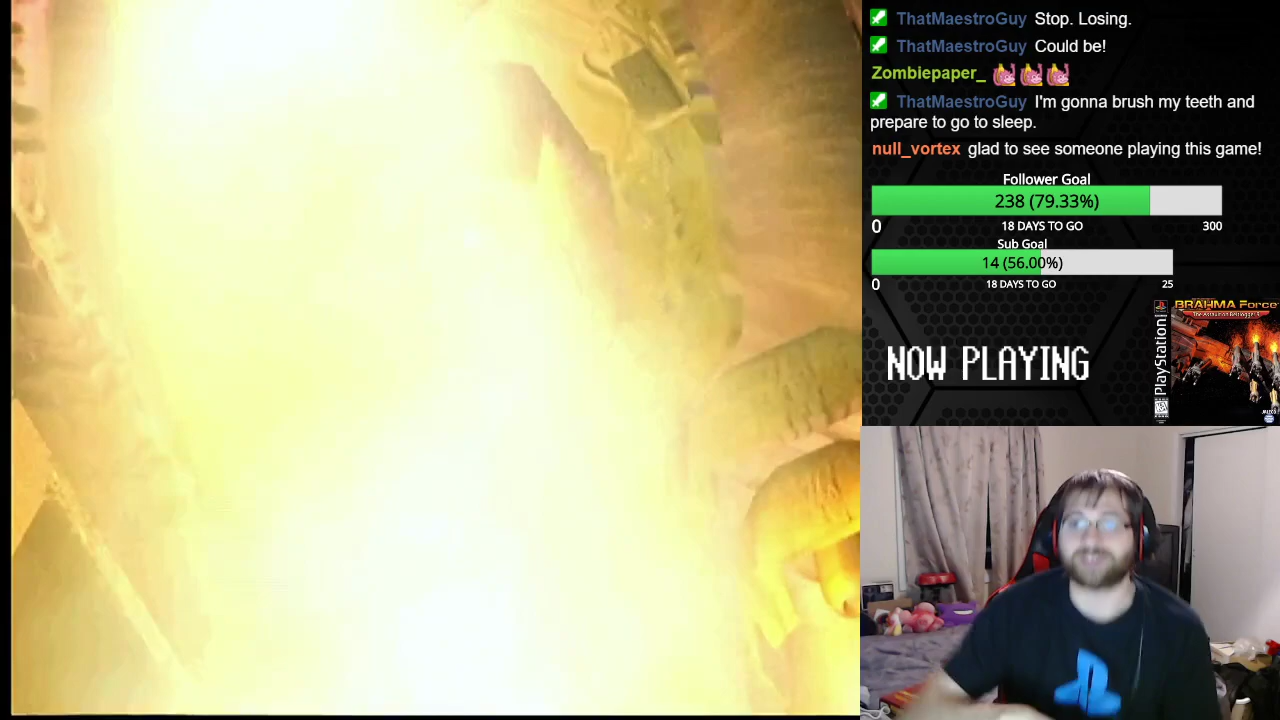 ThatMaestroGuy Stop. Losing.
ThatMaestroGuy Could be!
Zombiepaper_
ThatMaestroGuy I'm gonna brush my teeth and
prepare to go to sleep.
null_vortex glad to see someone playing this game!
Follower Goal
238 (79.33%)
0 18 DAYS TO GO 300
Sub Goal
14 (56.00%)
0 18 DAYS TO GO 25
NOW PLAYING
PlayStation
BRAHMA Force